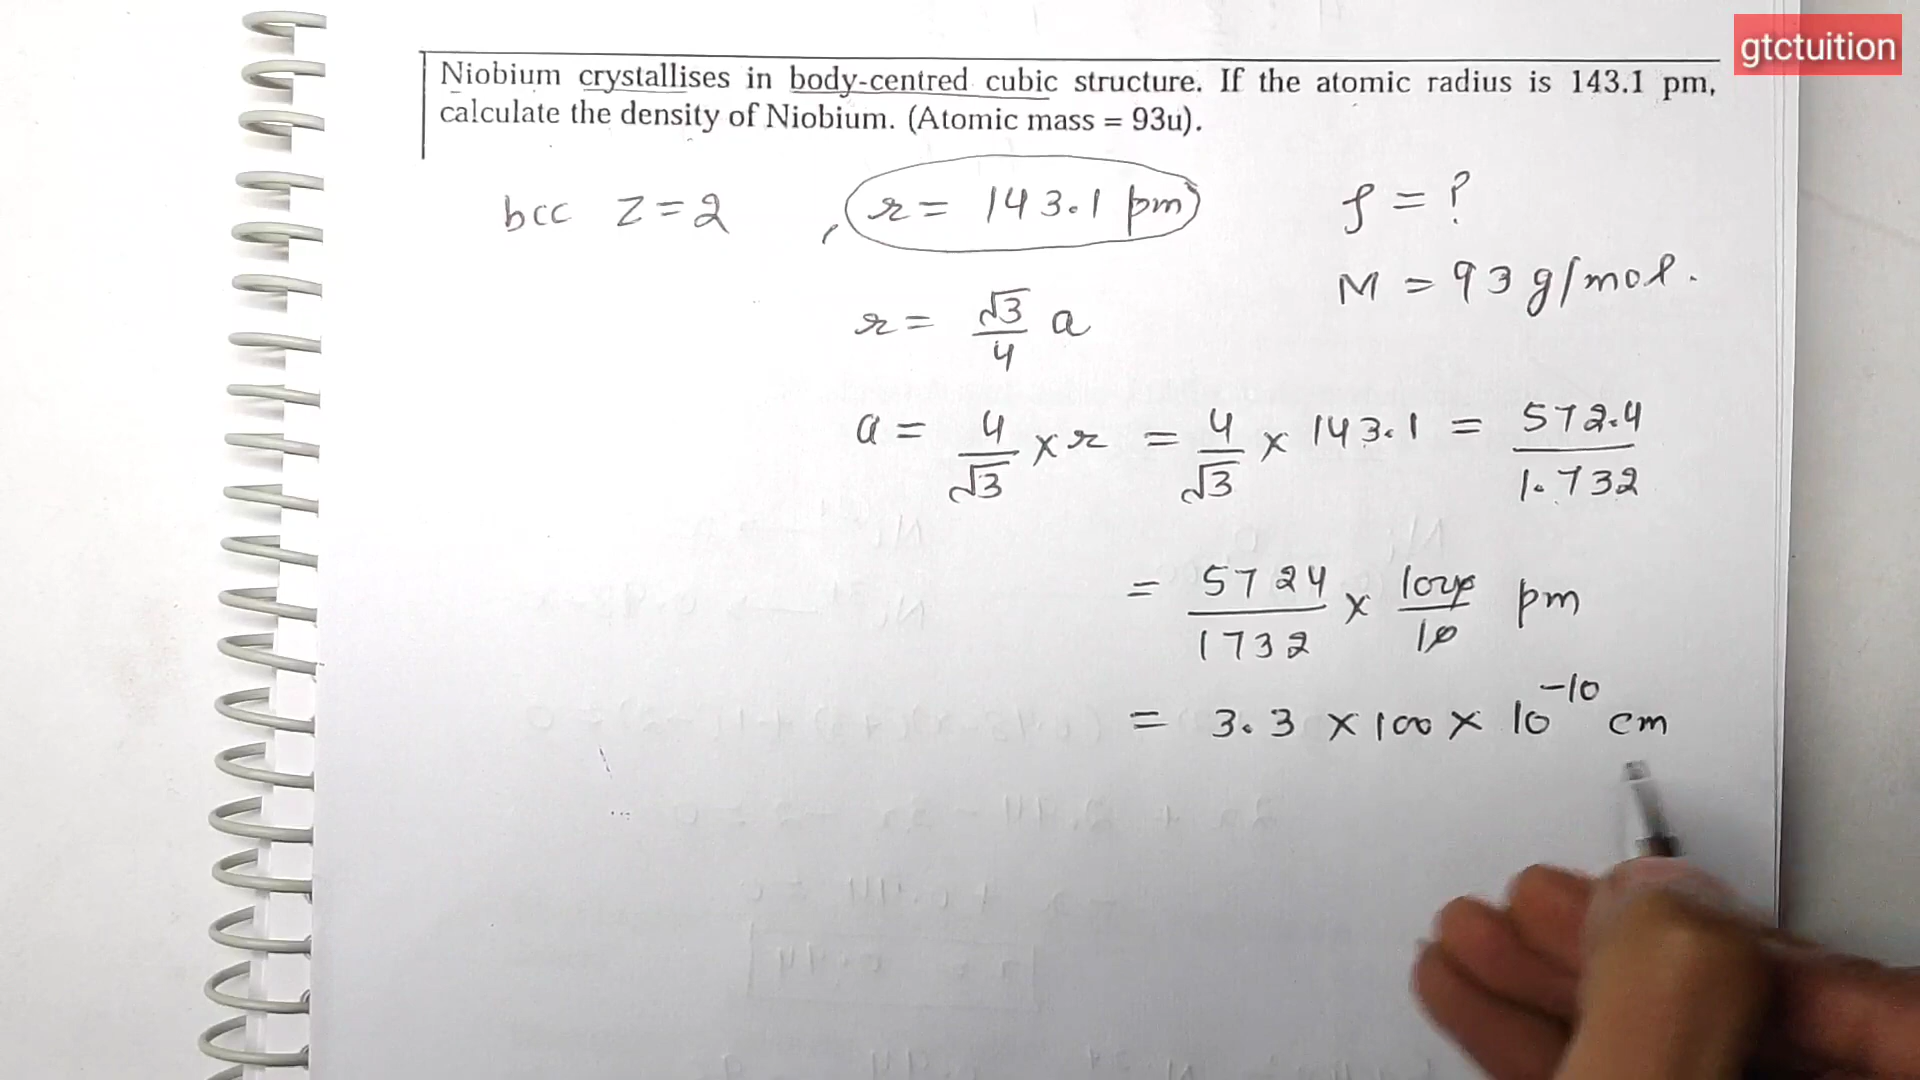 gtctuition
Niobium crystallises in body-centred cubic structure. If the atomic radius is 143.1 pm,
calculate the density of Niobium. (Atomic mass = 93u).
bcc Z = 2 , r = 143.1 pm ρ = ?
M = 93 g/mol.
r = √3/4 a
a = 4/√3 × r = 4/√3 × 143.1 = 572.4/1.732
= 5724/1732 × 1000/10 pm
= 3.3 × 100 × 10⁻¹⁰ cm